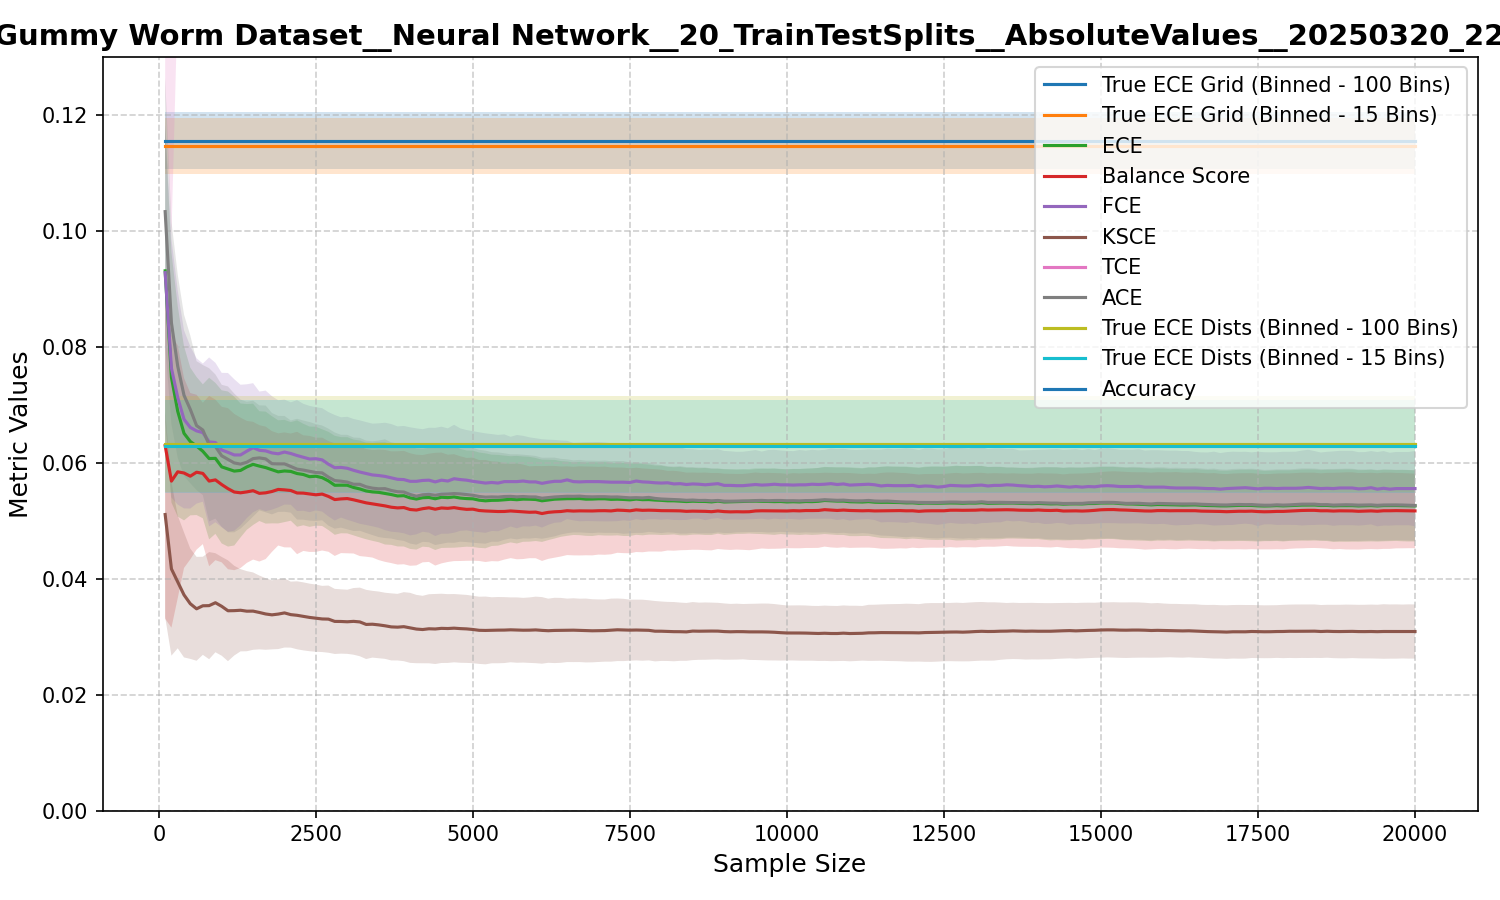 Gummy Worm Dataset__Neural Network__20_TrainTestSplits__AbsoluteValues__20250320_22
Metric Values
0.12
0.10
0.08
0.06
0.04
0.02
0.00
True ECE Grid (Binned - 100 Bins)
True ECE Grid (Binned - 15 Bins)
ECE
Balance Score
FCE
KSCE
TCE
ACE
True ECE Dists (Binned - 100 Bins)
True ECE Dists (Binned - 15 Bins)
Accuracy
0
2500
5000
7500
10000
12500
15000
17500
20000
Sample Size